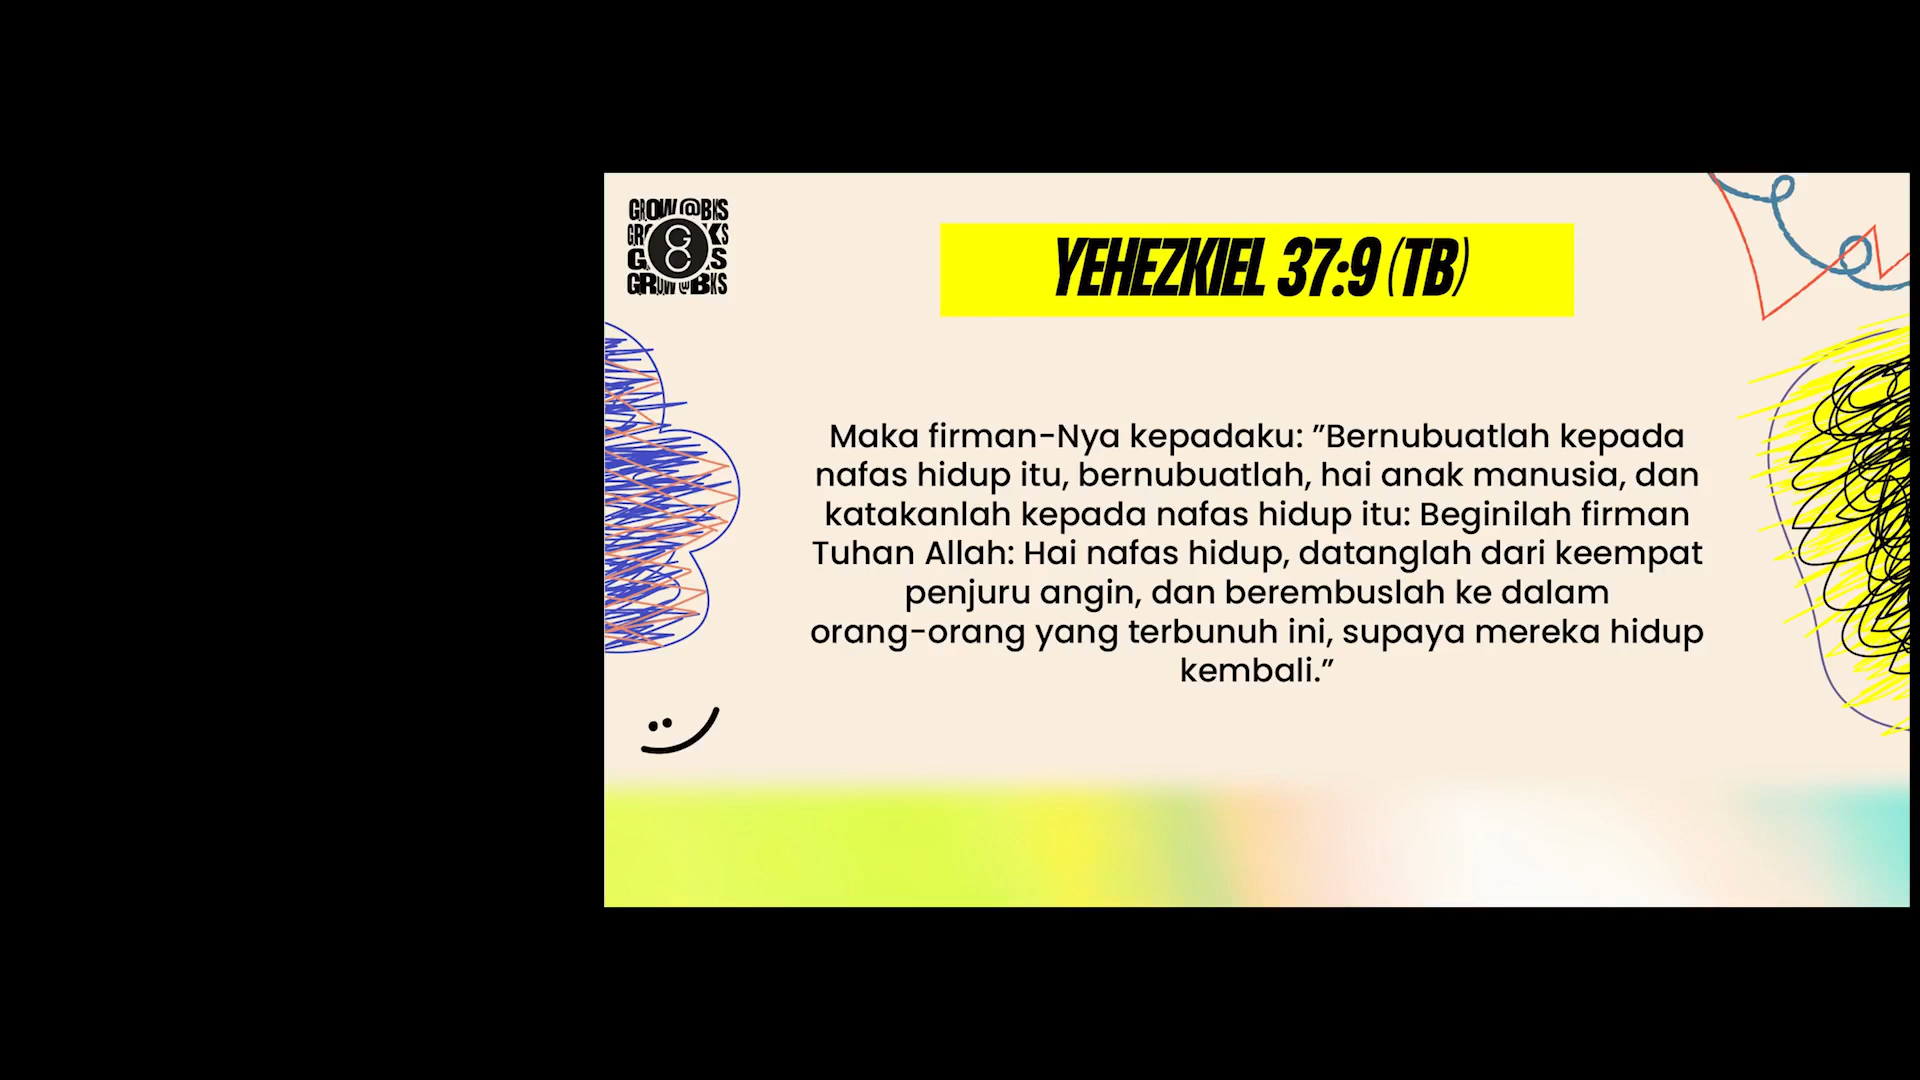 GROW @BKS
YEHEZKIEL 37:9 (TB)
Maka firman-Nya kepadaku: ”Bernubuatlah kepada
nafas hidup itu, bernubuatlah, hai anak manusia, dan
katakanlah kepada nafas hidup itu: Beginilah firman
Tuhan Allah: Hai nafas hidup, datanglah dari keempat
penjuru angin, dan berembuslah ke dalam
orang-orang yang terbunuh ini, supaya mereka hidup
kembali.”